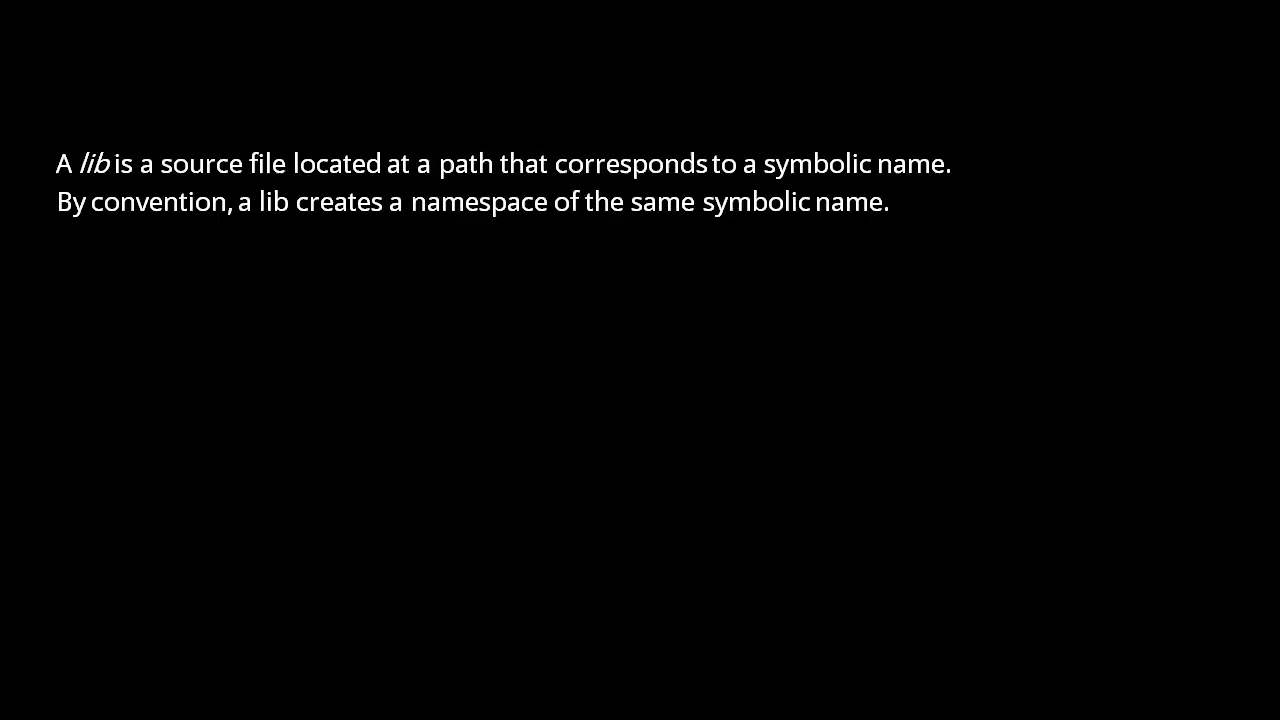 A lib is a source file located at a path that corresponds to a symbolic name.
By convention, a lib creates a namespace of the same symbolic name.